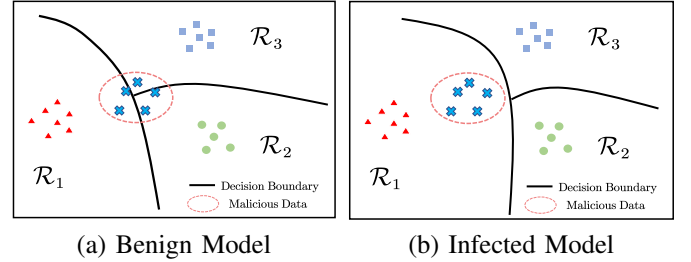 ℛ₃
ℛ₂
ℛ₁
Decision Boundary
Malicious Data
(a) Benign Model
ℛ₃
ℛ₂
ℛ₁
Decision Boundary
Malicious Data
(b) Infected Model